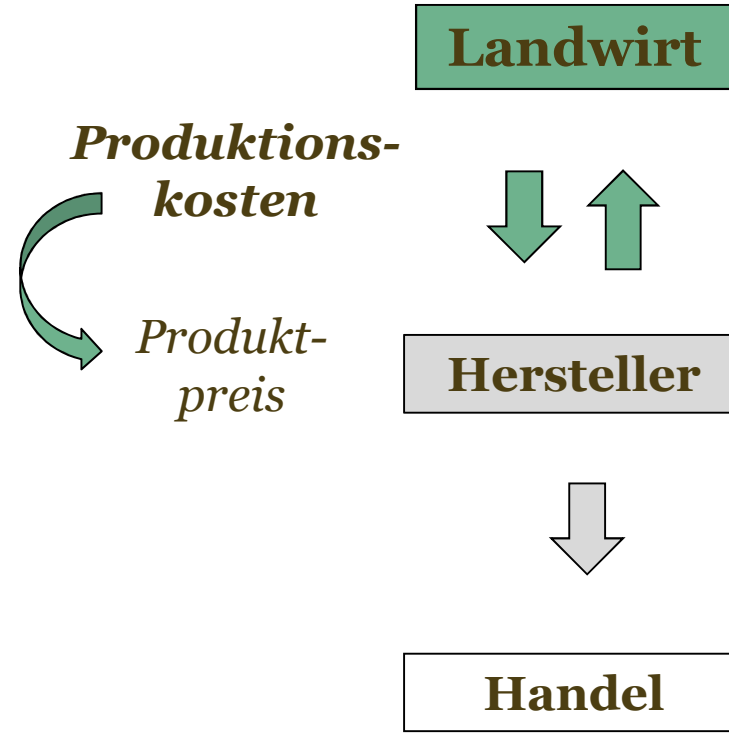 Landwirt
Produktions-
kosten
Produkt-
preis
Hersteller
Handel